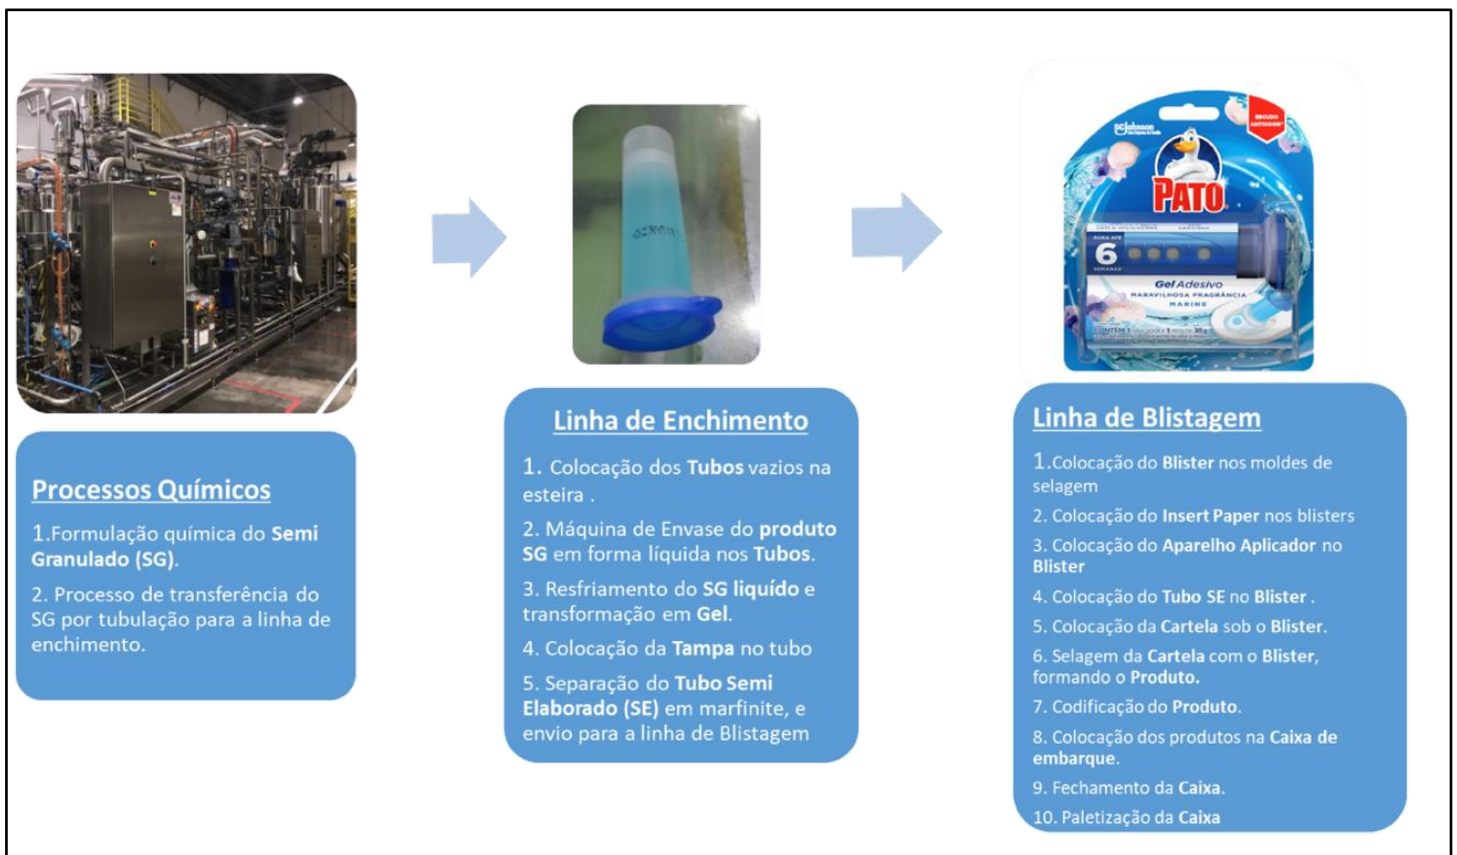 Processos Químicos
1.Formulação química do Semi
Granulado (SG).
2. Processo de transferência do
SG por tubulação para a linha de
enchimento.
Linha de Enchimento
1. Colocação dos Tubos vazios na
esteira .
2. Máquina de Envase do produto
SG em forma líquida nos Tubos.
3. Resfriamento do SG liquído e
transformação em Gel.
4. Colocação da Tampa no tubo
5. Separação do Tubo Semi
Elaborado (SE) em marfinite, e
envio para a linha de Blistagem
SCJohnson
ESCUDO
PATO
DURA ATÉ
6
SEMANAS
Gel Adesivo
MARAVILHOSA FRAGRÂNCIA
MARINE
Linha de Blistagem
1.Colocação do Blister nos moldes de
selagem
2. Colocação do Insert Paper nos blisters
3. Colocação do Aparelho Aplicador no
Blister
4. Colocação do Tubo SE no Blister .
5. Colocação da Cartela sob o Blister.
6. Selagem da Cartela com o Blister,
formando o Produto.
7. Codificação do Produto.
8. Colocação dos produtos na Caixa de
embarque.
9. Fechamento da Caixa.
10. Paletização da Caixa